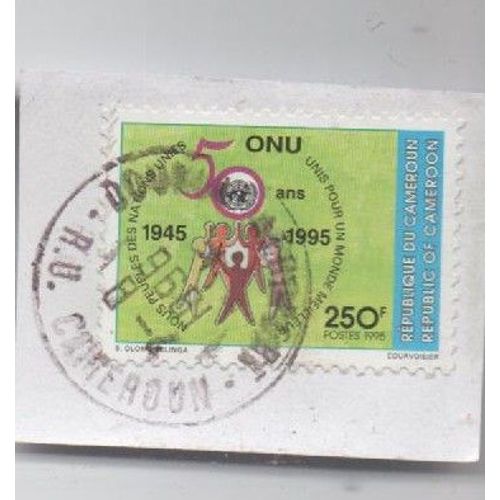 50 ONU
ans
1945 1995
NOUS PEUPLES DES NATIONS UNIES
UNIS POUR UN MONDE MEILLEUR
250F
POSTES 1995
COURVOISIER
RÉPUBLIQUE DU CAMEROUN
REPUBLIC OF CAMEROON
R.U. CAMEROUN